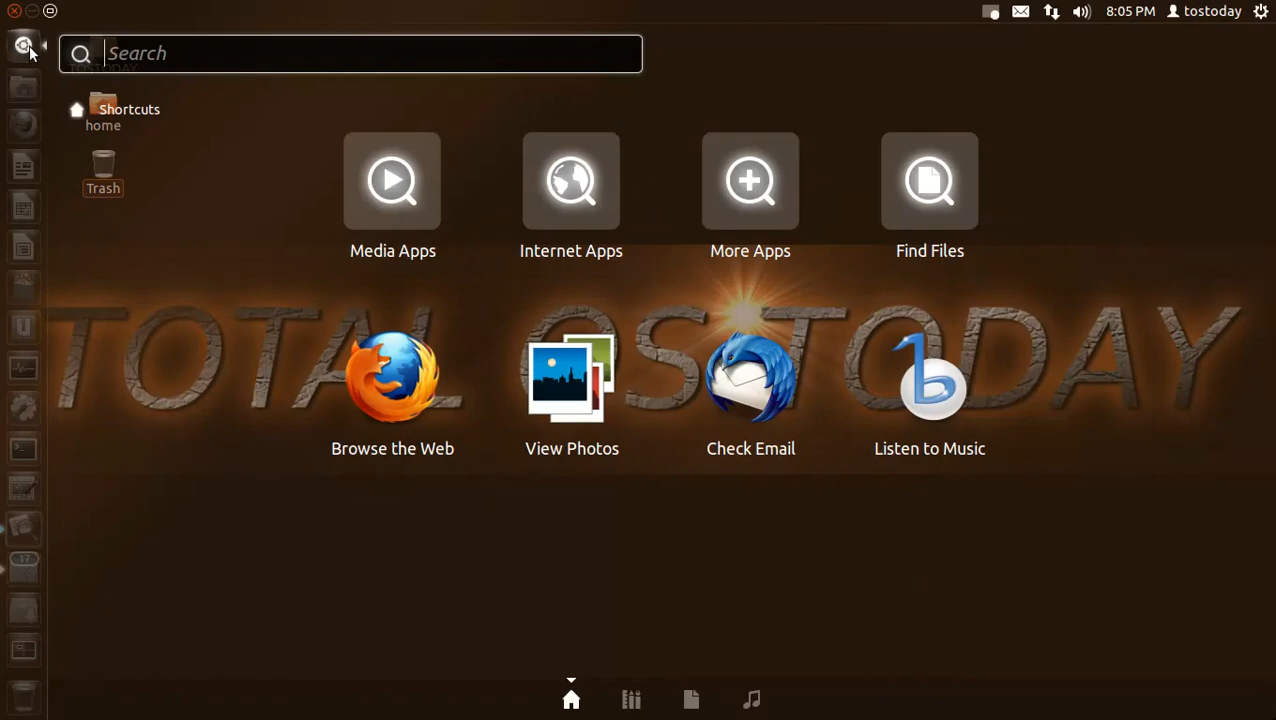 8:05 PM tostoday
Search
Shortcuts
home
Trash
Media Apps Internet Apps More Apps Find Files
TOTAL OS TODAY
Browse the Web View Photos Check Email Listen to Music
17